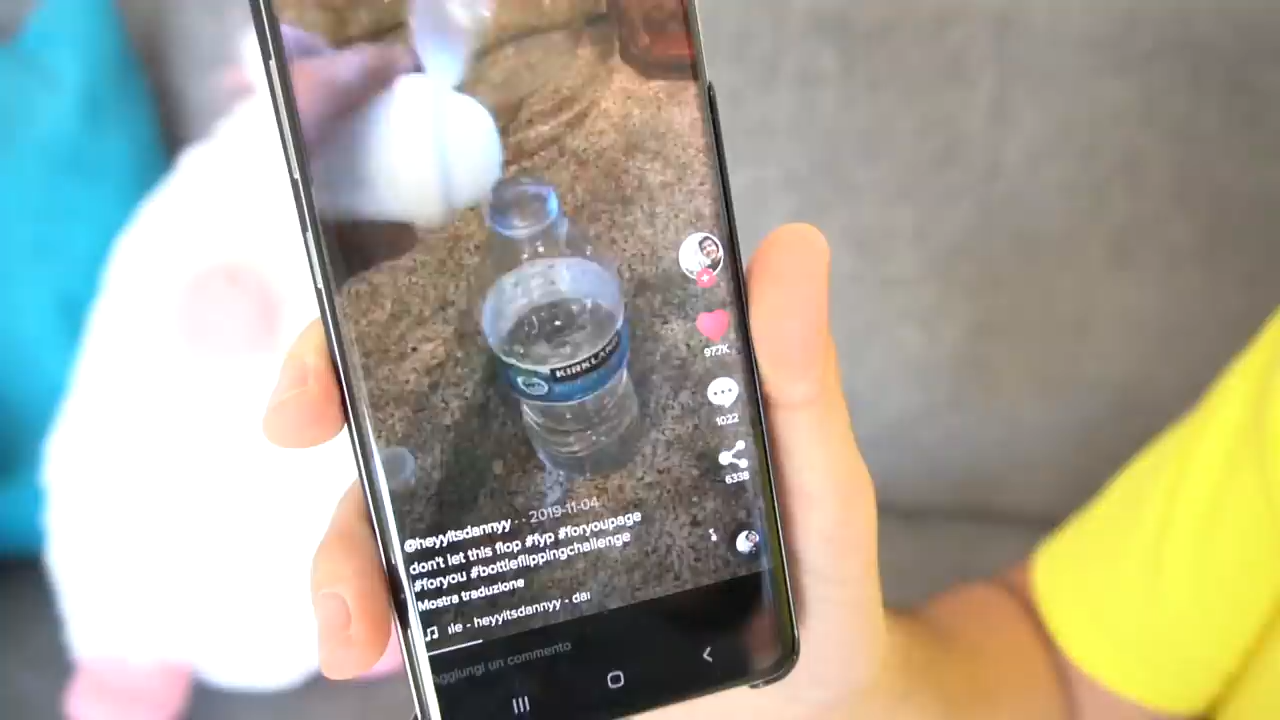 KIRKLAND
977K
1022
6338
@heyyitsdannyy · 2019-11-04
don't let this flop #fyp #foryoupage
#foryou #bottleflippingchallenge
Mostra traduzione
ile - heyyitsdannyy - dai
Aggiungi un commento